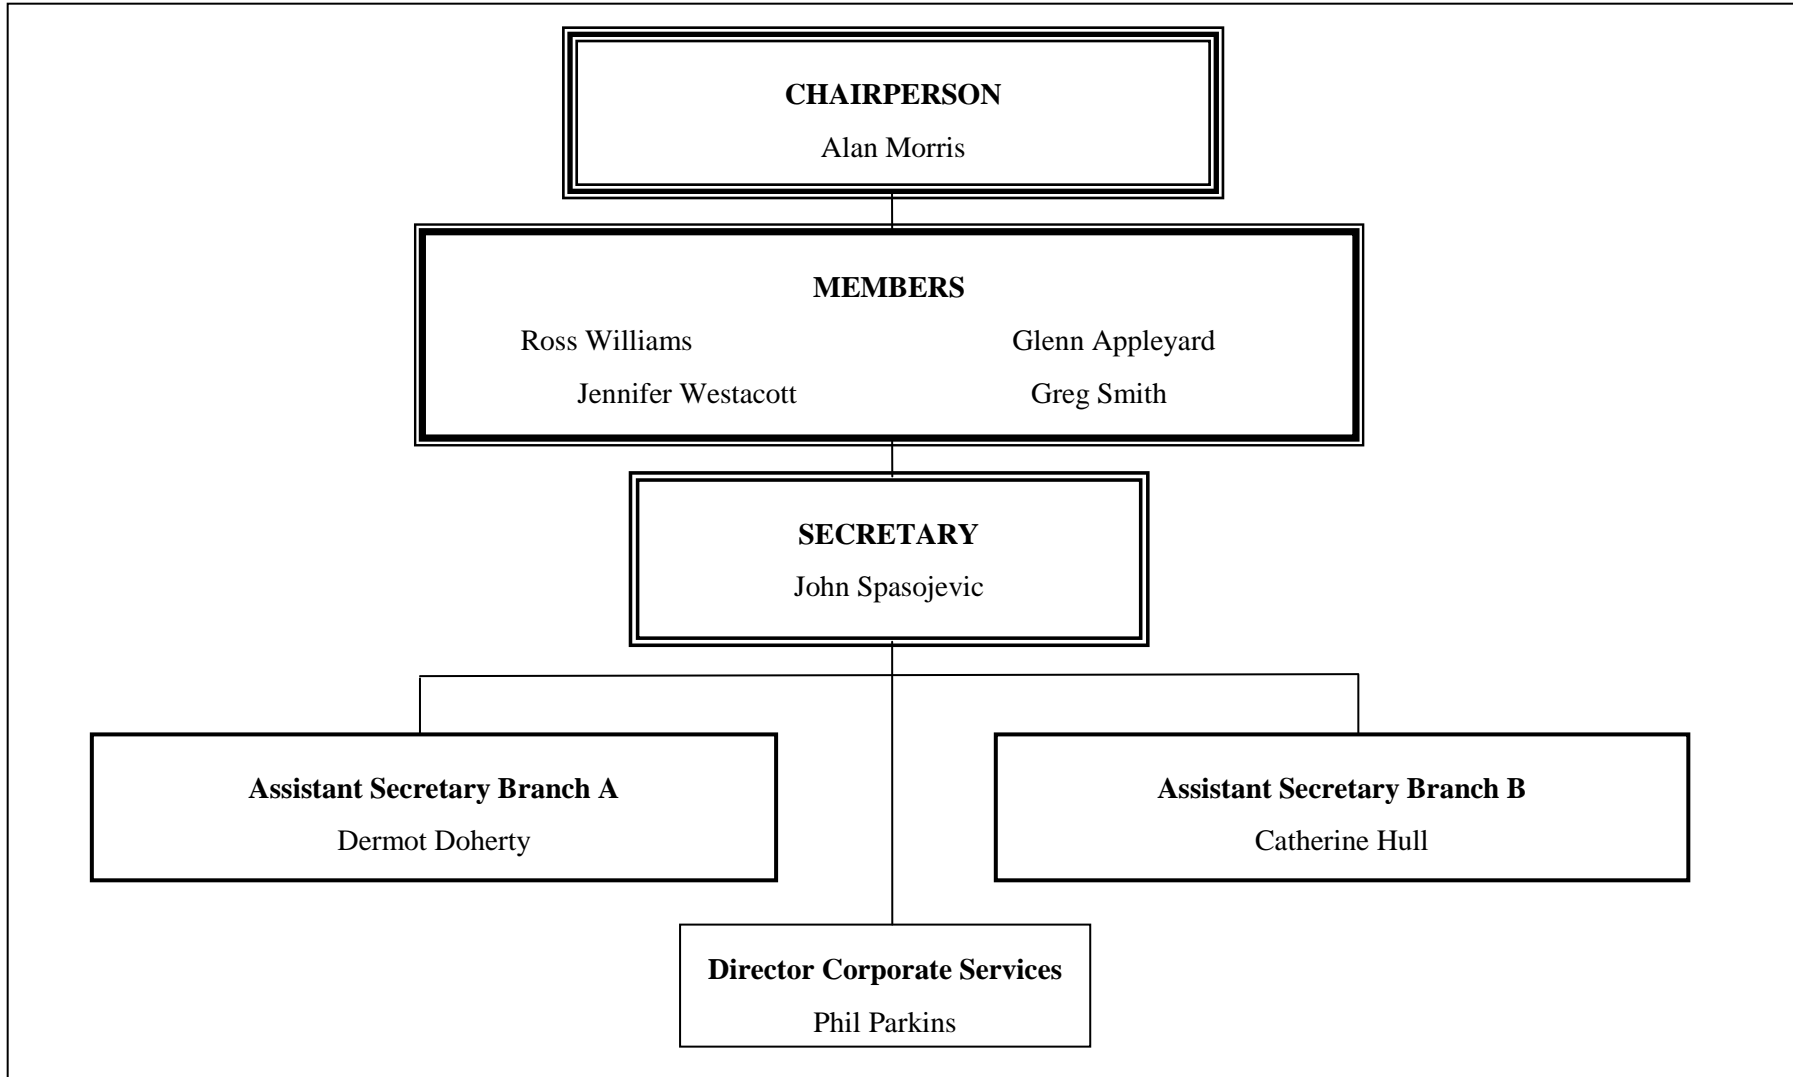 CHAIRPERSON
Alan Morris
MEMBERS
Ross Williams Glenn Appleyard
Jennifer Westacott Greg Smith
SECRETARY
John Spasojevic
Assistant Secretary Branch A
Dermot Doherty
Assistant Secretary Branch B
Catherine Hull
Director Corporate Services
Phil Parkins